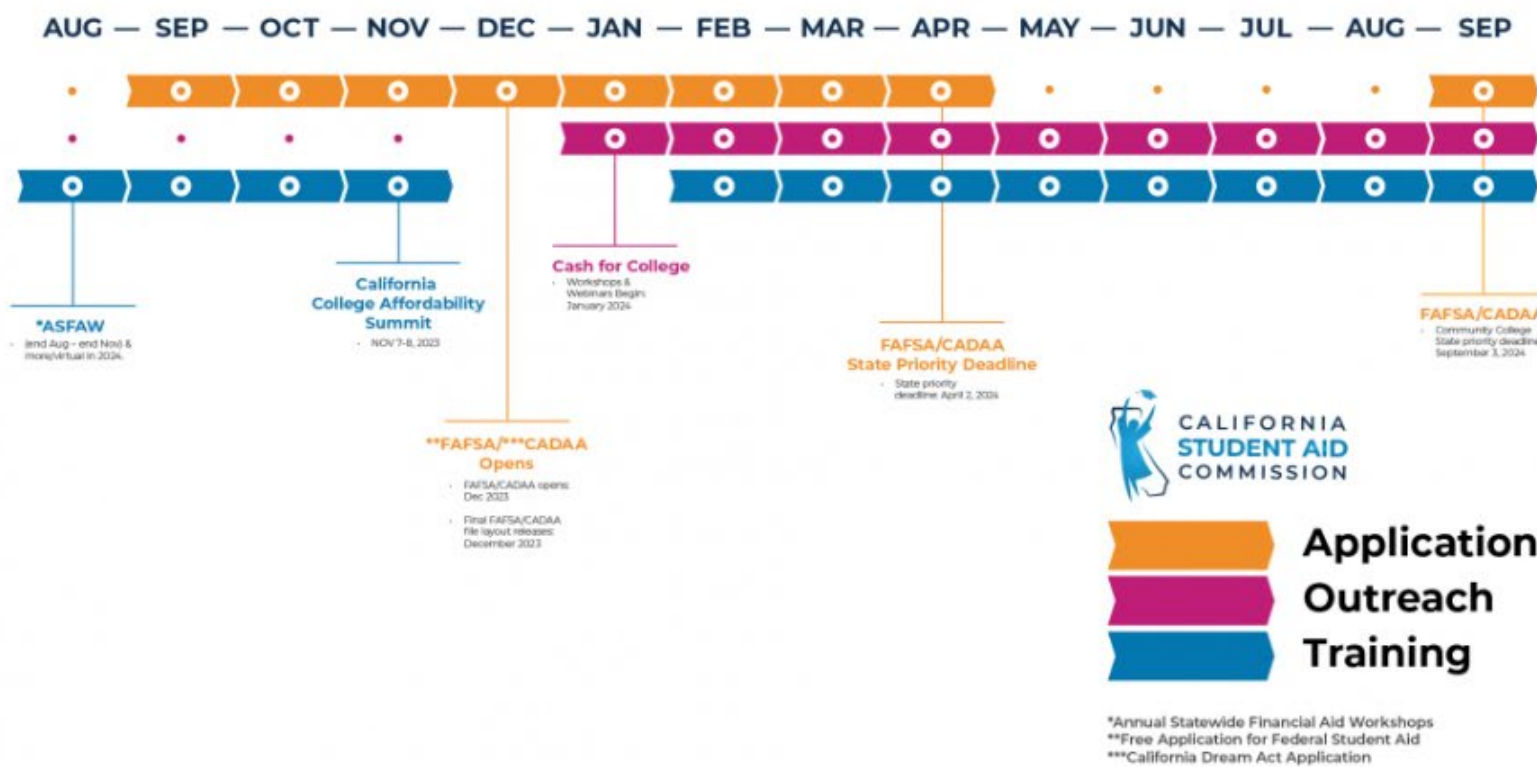 AUG — SEP — OCT — NOV — DEC — JAN — FEB — MAR — APR — MAY — JUN — JUL — AUG — SEP
*ASFAW
(end Aug – end Nov) &
more/virtual in 2024.
California
College Affordability
Summit
NOV 7-8, 2023
**FAFSA/***CADAA
Opens
FAFSA/CADAA opens:
Dec 2023
Final FAFSA/CADAA
file layout releases:
December 2023
Cash for College
Workshops &
Webinars Begin:
January 2024
FAFSA/CADAA
State Priority Deadline
State priority
deadline: April 2, 2024
FAFSA/CADAA
Community College
State priority deadline
September 3, 2024
CALIFORNIA
STUDENT AID
COMMISSION
Application
Outreach
Training
*Annual Statewide Financial Aid Workshops
**Free Application for Federal Student Aid
***California Dream Act Application